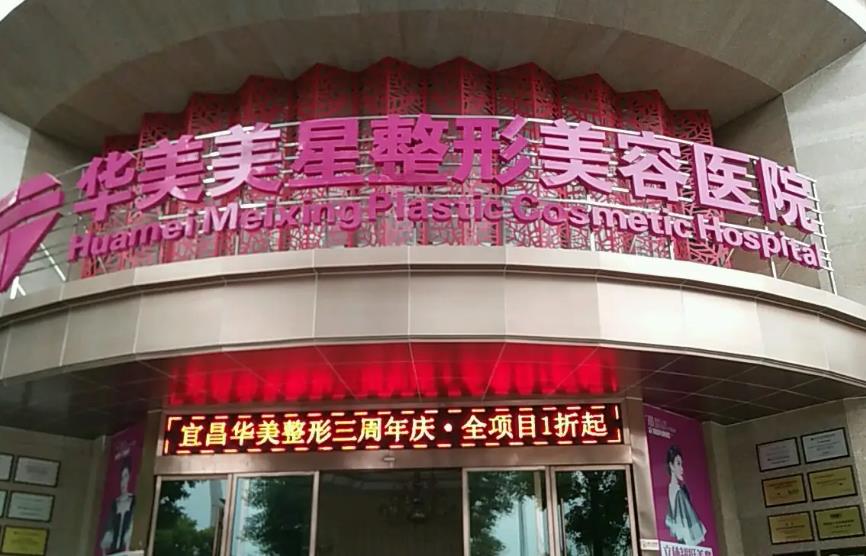 华美美星整形美容医院
Huamei Meixing Plastic Cosmetic Hospital
宜昌华美整形三周年庆·全项目1折起